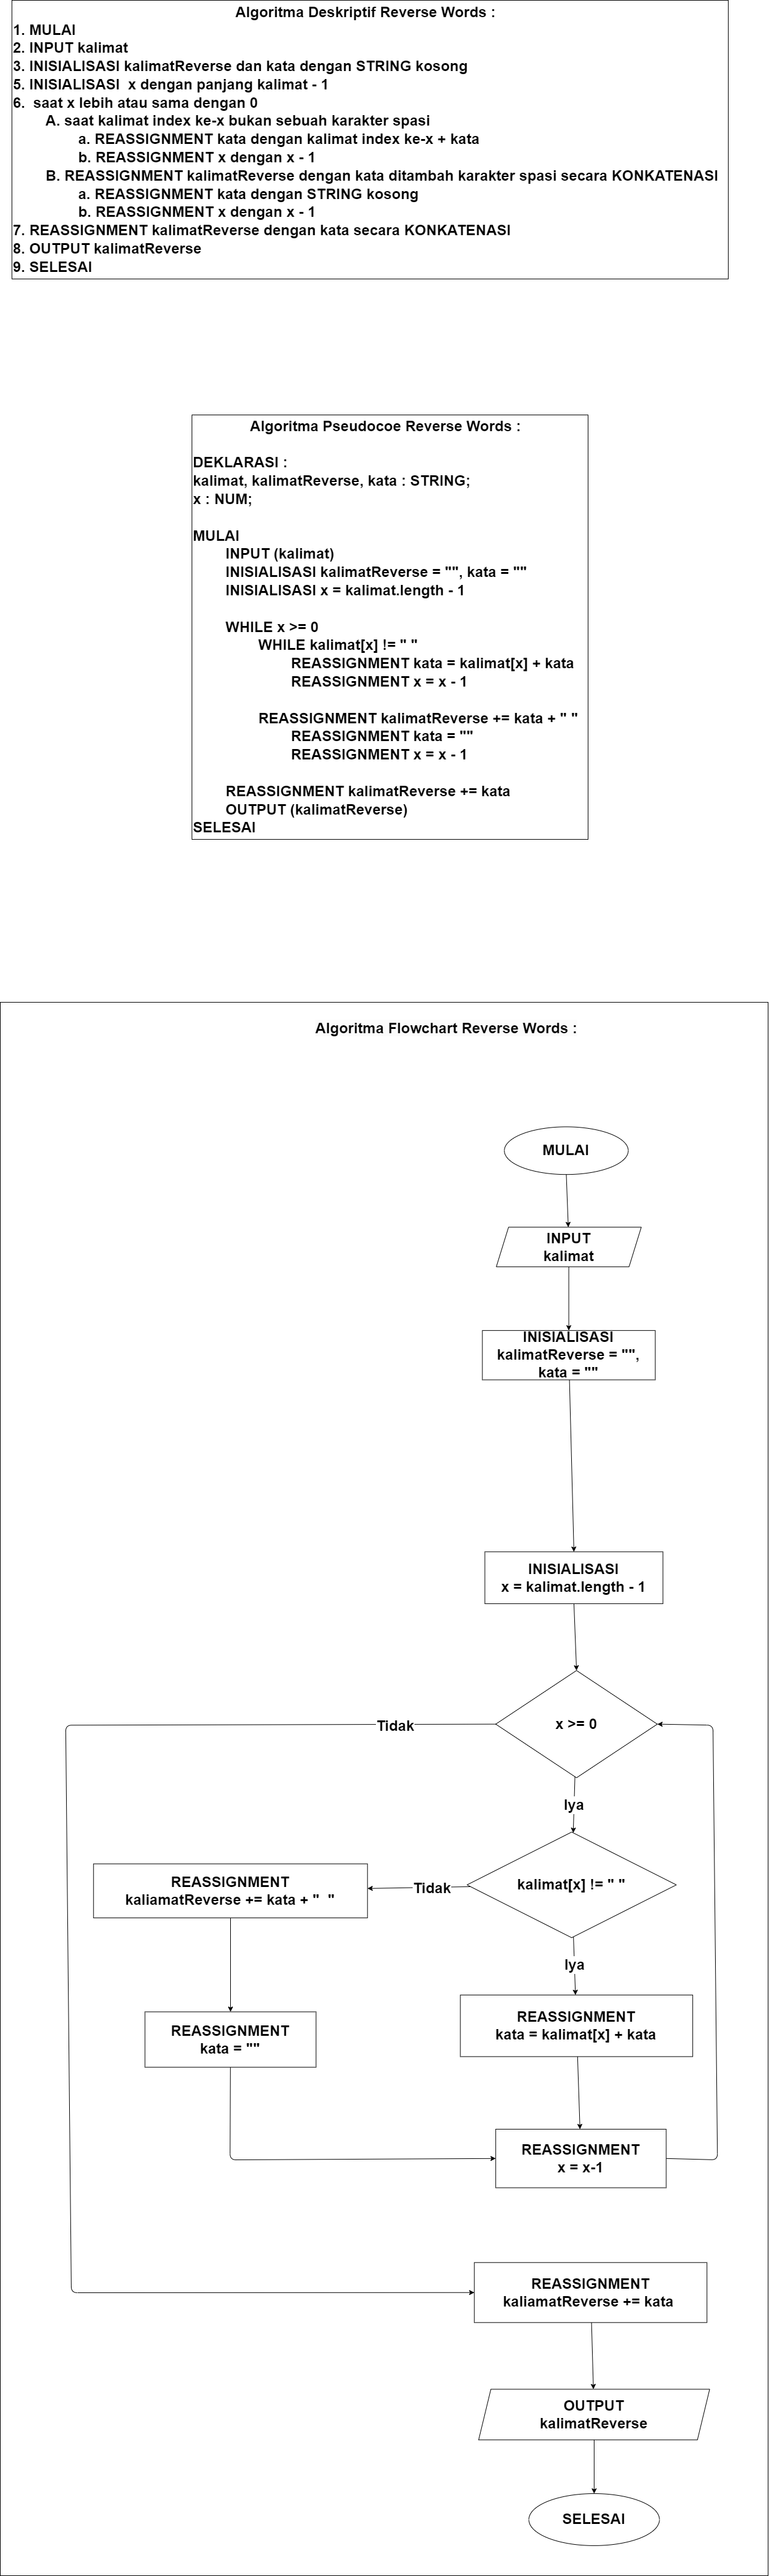 Algoritma Deskriptif Reverse Words :
1. MULAI
2. INPUT kalimat
3. INISIALISASI kalimatReverse dan kata dengan STRING kosong
5. INISIALISASI  x dengan panjang kalimat - 1
6.  saat x lebih atau sama dengan 0
A. saat kalimat index ke-x bukan sebuah karakter spasi
a. REASSIGNMENT kata dengan kalimat index ke-x + kata
b. REASSIGNMENT x dengan x - 1
B. REASSIGNMENT kalimatReverse dengan kata ditambah karakter spasi secara KONKATENASI
a. REASSIGNMENT kata dengan STRING kosong
b. REASSIGNMENT x dengan x - 1
7. REASSIGNMENT kalimatReverse dengan kata secara KONKATENASI
8. OUTPUT kalimatReverse
9. SELESAI
Algoritma Pseudocoe Reverse Words :
DEKLARASI :
kalimat, kalimatReverse, kata : STRING;
x : NUM;
MULAI
INPUT (kalimat)
INISIALISASI kalimatReverse = "", kata = ""
INISIALISASI x = kalimat.length - 1
WHILE x >= 0
WHILE kalimat[x] != " "
REASSIGNMENT kata = kalimat[x] + kata
REASSIGNMENT x = x - 1
REASSIGNMENT kalimatReverse += kata + " "
REASSIGNMENT kata = ""
REASSIGNMENT x = x - 1
REASSIGNMENT kalimatReverse += kata
OUTPUT (kalimatReverse)
SELESAI
Algoritma Flowchart Reverse Words :
MULAI
INPUT
kalimat
INISIALISASI
kalimatReverse = "",
kata = ""
INISIALISASI
x = kalimat.length - 1
x >= 0
Tidak
Iya
kalimat[x] != " "
Tidak
REASSIGNMENT
kaliamatReverse += kata + "  "
Iya
REASSIGNMENT
kata = kalimat[x] + kata
REASSIGNMENT
kata = ""
REASSIGNMENT
x = x-1
REASSIGNMENT
kaliamatReverse += kata
OUTPUT
kalimatReverse
SELESAI